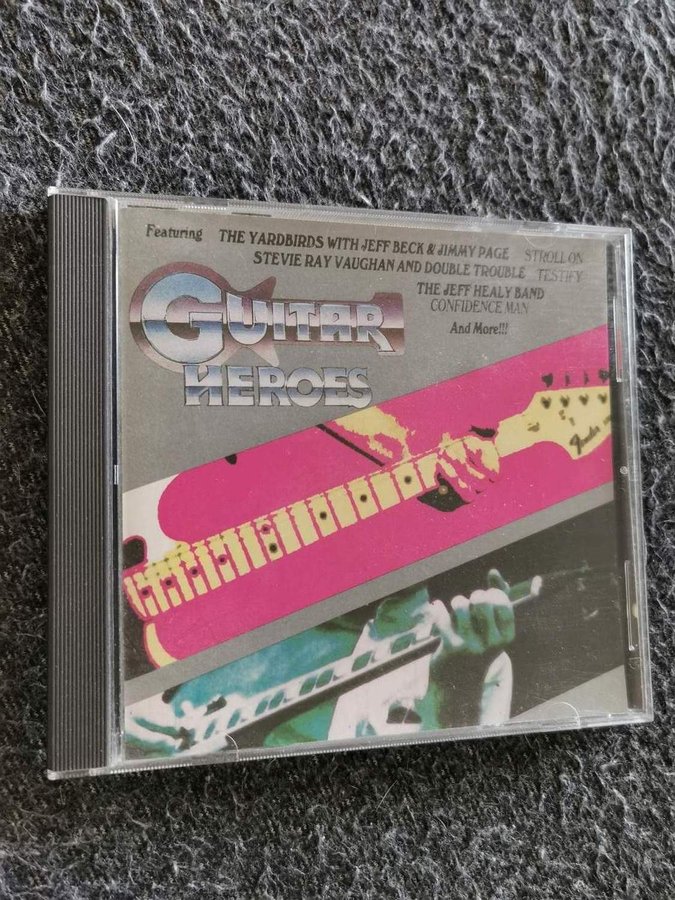 Featuring THE YARDBIRDS WITH JEFF BECK & JIMMY PAGE STROLL ON
STEVIE RAY VAUGHAN AND DOUBLE TROUBLE TESTIFY
THE JEFF HEALY BAND
CONFIDENCE MAN
And More!!!
GUITAR
HEROES
Fender